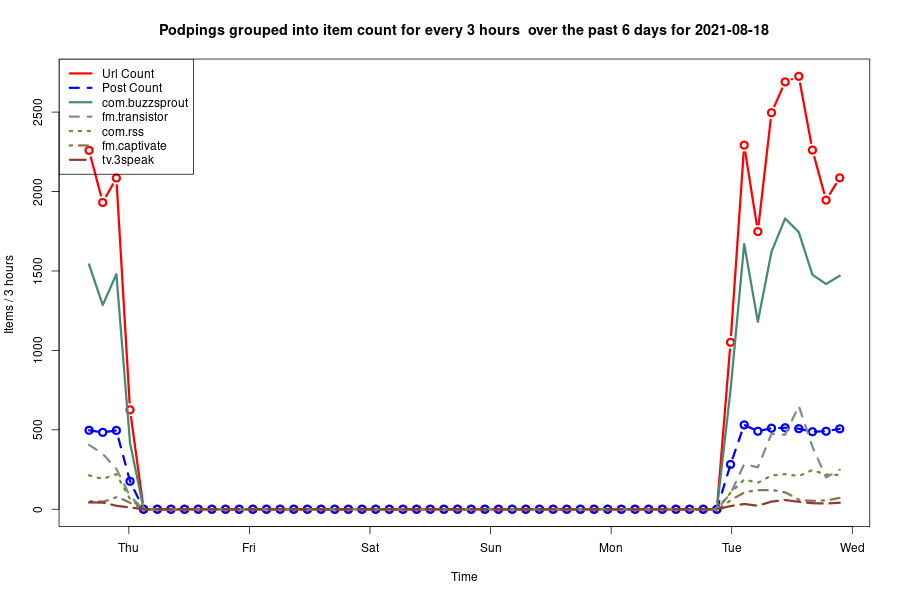 Podpings grouped into item count for every 3 hours  over the past 6 days for 2021-08-18
Url Count
Post Count
com.buzzsprout
fm.transistor
com.rss
fm.captivate
tv.3speak
Items / 3 hours
2500
2000
1500
1000
500
0
Thu Fri Sat Sun Mon Tue Wed
Time